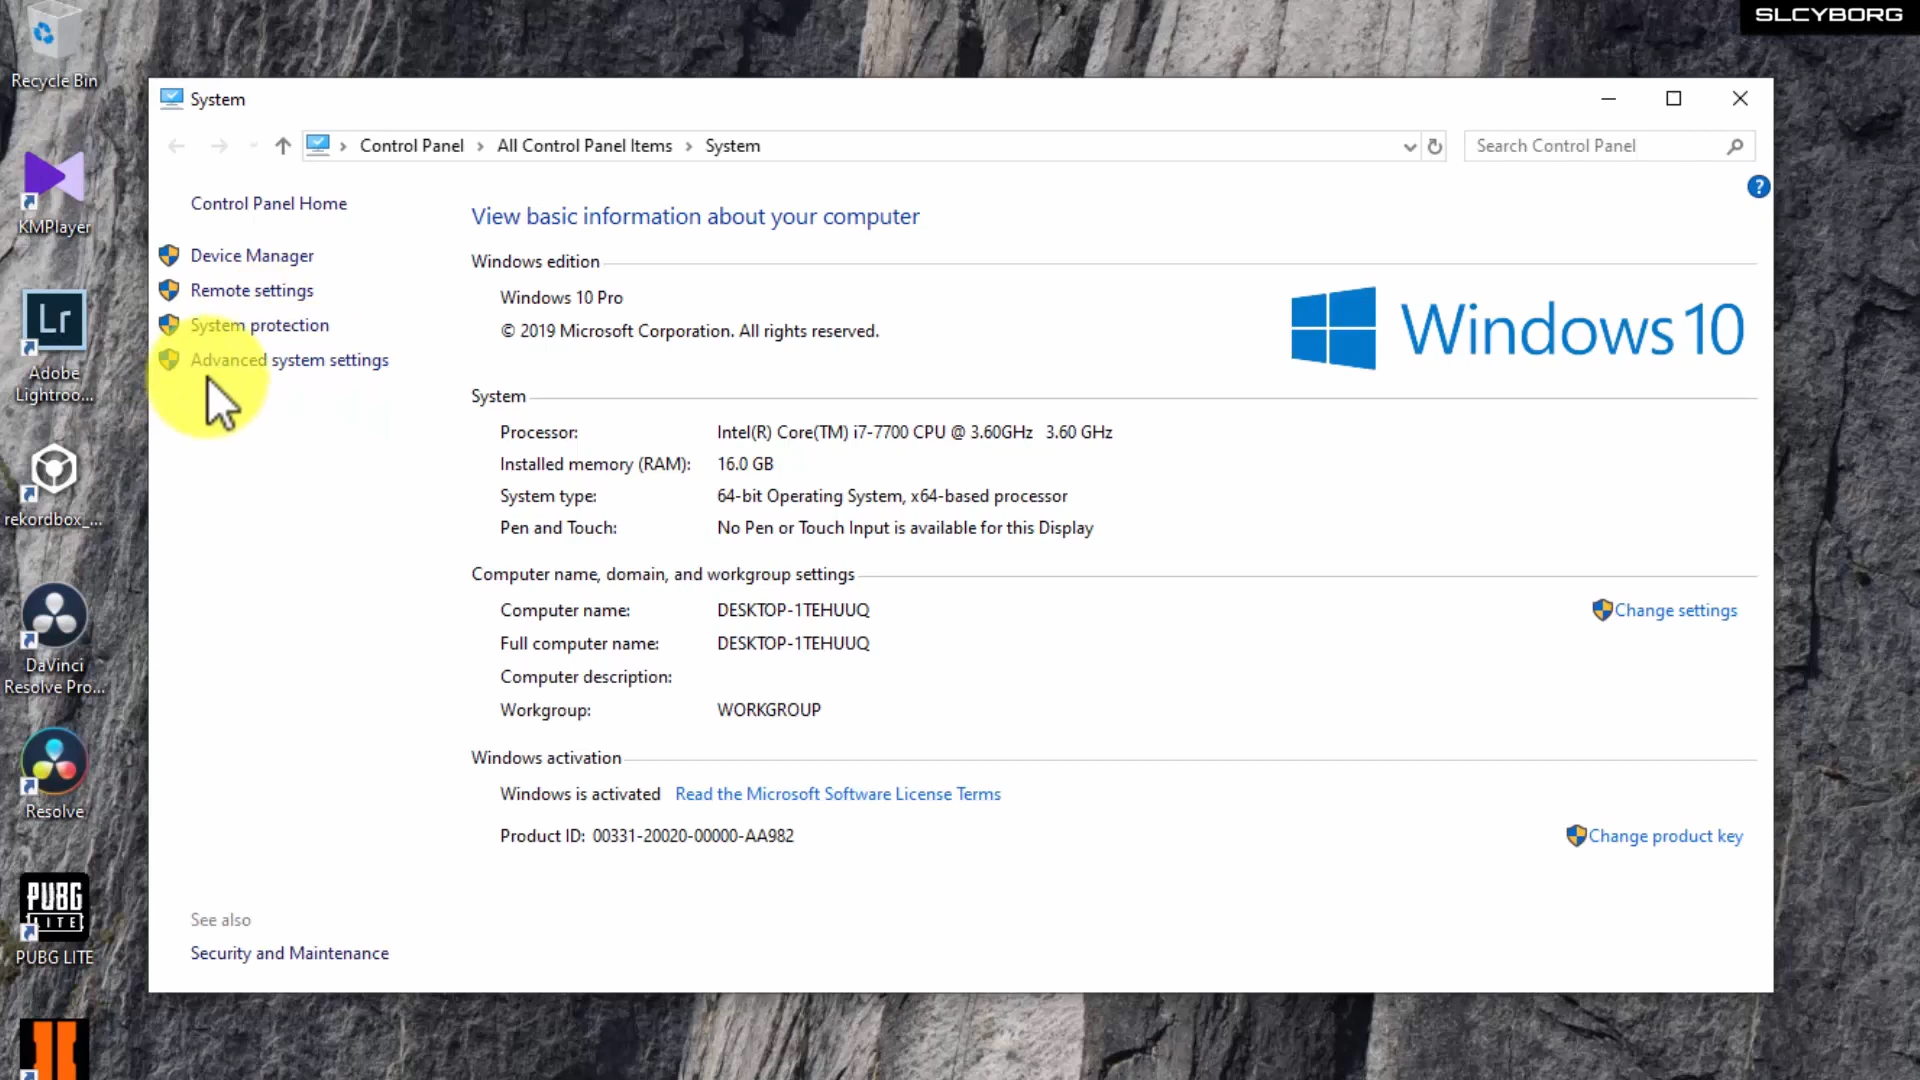 SLCYBORG
Recycle Bin
KMPlayer
Lr
Adobe
Lightroo...
rekordbox_...
DaVinci
Resolve Pro...
Resolve
PUBG
LITE
PUBG LITE
System
Control Panel > All Control Panel Items > System
Search Control Panel
?
Control Panel Home
Device Manager
Remote settings
System protection
Advanced system settings
See also
Security and Maintenance
View basic information about your computer
Windows edition
Windows 10 Pro
© 2019 Microsoft Corporation. All rights reserved.
Windows 10
System
Processor: Intel(R) Core(TM) i7-7700 CPU @ 3.60GHz 3.60 GHz
Installed memory (RAM): 16.0 GB
System type: 64-bit Operating System, x64-based processor
Pen and Touch: No Pen or Touch Input is available for this Display
Computer name, domain, and workgroup settings
Computer name: DESKTOP-1TEHUUQ
Change settings
Full computer name: DESKTOP-1TEHUUQ
Computer description:
Workgroup: WORKGROUP
Windows activation
Windows is activated Read the Microsoft Software License Terms
Product ID: 00331-20020-00000-AA982
Change product key